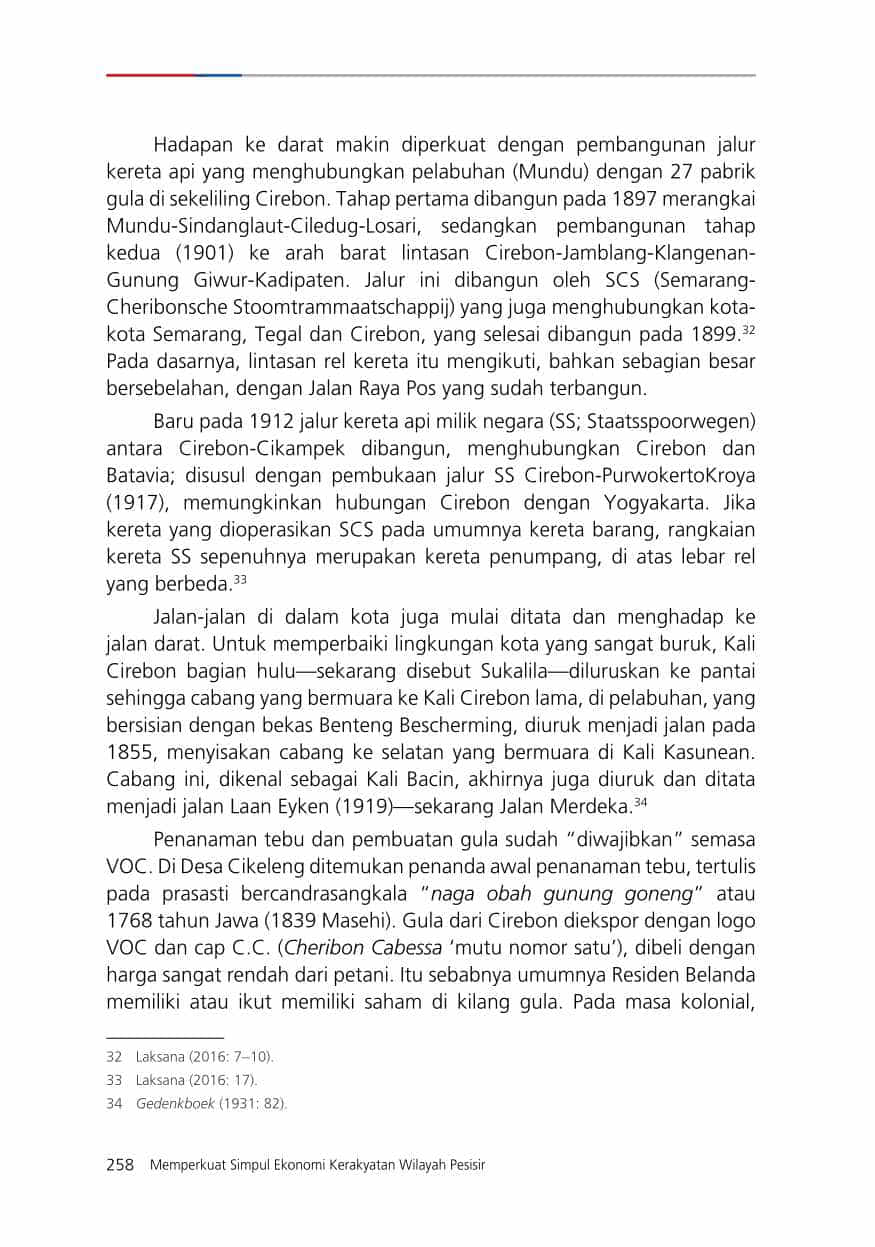 Hadapan ke darat makin diperkuat dengan pembangunan jalur
kereta api yang menghubungkan pelabuhan (Mundu) dengan 27 pabrik
gula di sekeliling Cirebon. Tahap pertama dibangun pada 1897 merangkai
Mundu-Sindanglaut-Ciledug-Losari, sedangkan pembangunan tahap
kedua (1901) ke arah barat lintasan Cirebon-Jamblang-Klangenan-
Gunung Giwur-Kadipaten. Jalur ini dibangun oleh SCS (Semarang-
Cheribonsche Stoomtrammaatschappij) yang juga menghubungkan kota-
kota Semarang, Tegal dan Cirebon, yang selesai dibangun pada 1899.32
Pada dasarnya, lintasan rel kereta itu mengikuti, bahkan sebagian besar
bersebelahan, dengan Jalan Raya Pos yang sudah terbangun.
Baru pada 1912 jalur kereta api milik negara (SS; Staatsspoorwegen)
antara Cirebon-Cikampek dibangun, menghubungkan Cirebon dan
Batavia; disusul dengan pembukaan jalur SS Cirebon-PurwokertoKroya
(1917), memungkinkan hubungan Cirebon dengan Yogyakarta. Jika
kereta yang dioperasikan SCS pada umumnya kereta barang, rangkaian
kereta SS sepenuhnya merupakan kereta penumpang, di atas lebar rel
yang berbeda.33
Jalan-jalan di dalam kota juga mulai ditata dan menghadap ke
jalan darat. Untuk memperbaiki lingkungan kota yang sangat buruk, Kali
Cirebon bagian hulu—sekarang disebut Sukalila—diluruskan ke pantai
sehingga cabang yang bermuara ke Kali Cirebon lama, di pelabuhan, yang
bersisian dengan bekas Benteng Bescherming, diuruk menjadi jalan pada
1855, menyisakan cabang ke selatan yang bermuara di Kali Kasunean.
Cabang ini, dikenal sebagai Kali Bacin, akhirnya juga diuruk dan ditata
menjadi jalan Laan Eyken (1919)—sekarang Jalan Merdeka.34
Penanaman tebu dan pembuatan gula sudah “diwajibkan” semasa
VOC. Di Desa Cikeleng ditemukan penanda awal penanaman tebu, tertulis
pada prasasti bercandrasangkala “naga obah gunung goneng” atau
1768 tahun Jawa (1839 Masehi). Gula dari Cirebon diekspor dengan logo
VOC dan cap C.C. (Cheribon Cabessa ‘mutu nomor satu’), dibeli dengan
harga sangat rendah dari petani. Itu sebabnya umumnya Residen Belanda
memiliki atau ikut memiliki saham di kilang gula. Pada masa kolonial,
32 Laksana (2016: 7–10).
33 Laksana (2016: 17).
34 Gedenkboek (1931: 82).
258 Memperkuat Simpul Ekonomi Kerakyatan Wilayah Pesisir